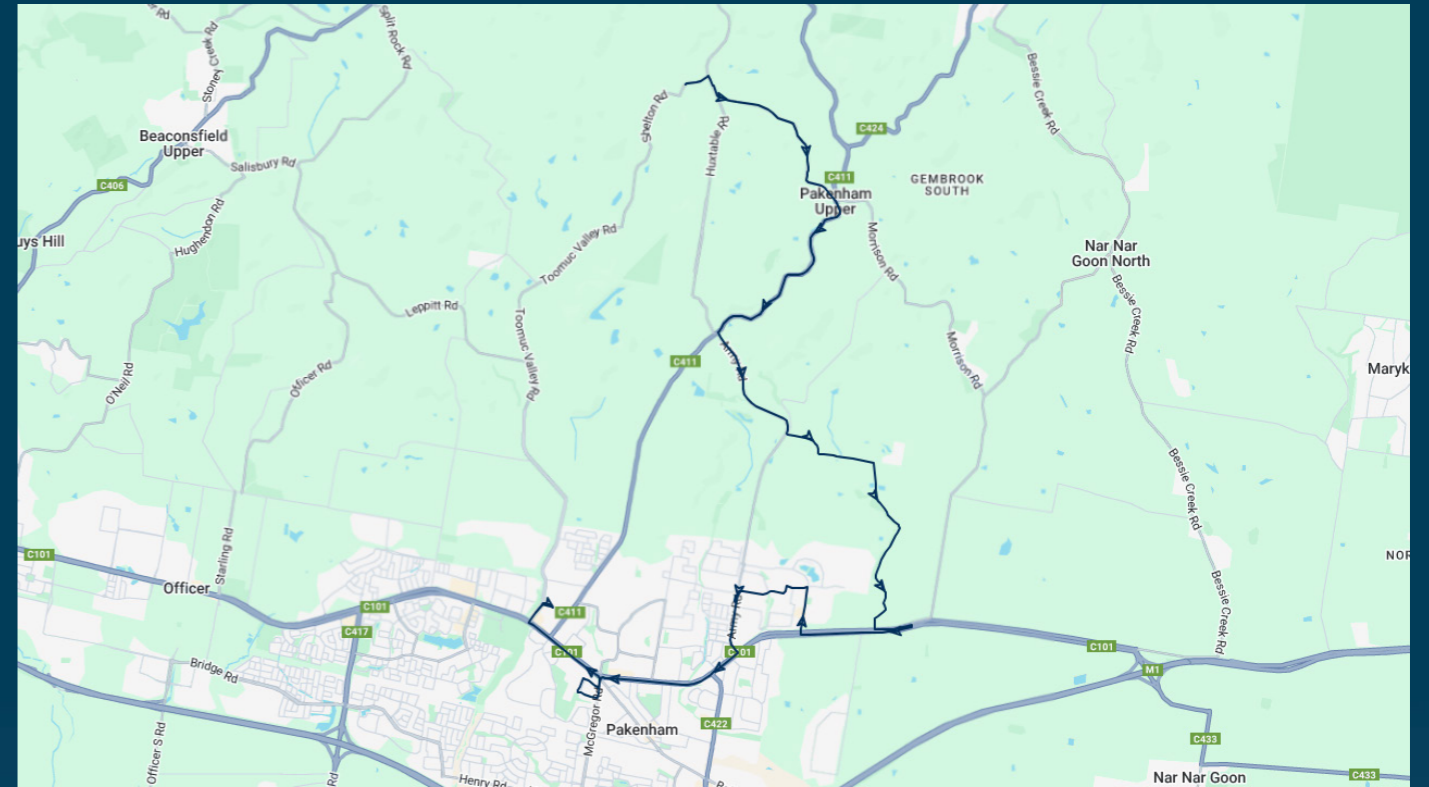 Stoney Creek Rd
Split Rock Rd
Beaconsfield
Upper
Salisbury Rd
C406
Hughendon Rd
uys Hill
Shelton Rd
Huxtable Rd
C424
C411
Pakenham
Upper
GEMBROOK
SOUTH
Bessie Creek Rd
Morrison Rd
Nar Nar
Goon North
Toomuc Valley Rd
Leppitt Rd
Toomuc Valley Rd
Bessie Creek Rd
C411
Army Rd
Morrison Rd
O'Neil Rd
Officer Rd
Maryk
Bessie Creek Rd
C101
Starling Rd
NOR
Officer
C101
C411
Army Rd
Bessie Creek Rd
C417
C101
C101
C101
Bridge Rd
M1
McGregor Rd
Pakenham
C422
C433
Officer S Rd
Rd
Henry Rd
Nar Nar Goon
C433